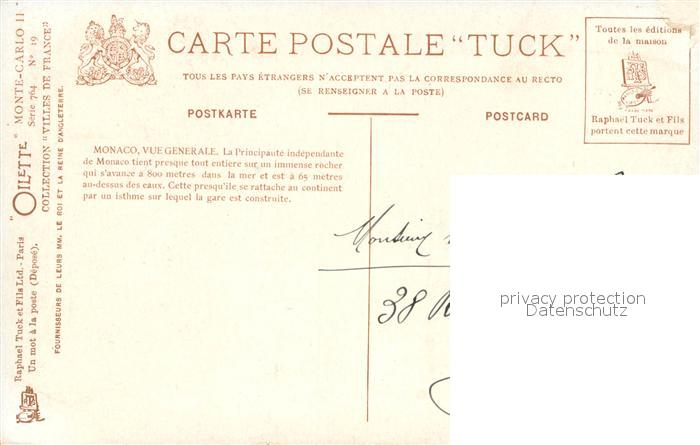 CARTE POSTALE "TUCK"
TOUS LES PAYS ÉTRANGERS N'ACCEPTENT PAS LA CORRESPONDANCE AU RECTO
(SE RENSEIGNER A LA POSTE)
POSTKARTE
POSTCARD
Toutes les éditions
de la maison
Raphael Tuck et Fils
portent cette marque
MONACO, VUE GENERALE. La Principauté indépendante
de Monaco tient presque tout entiere sur un immense rocher
qui s'avance à 800 metres dans la mer et est à 65 metres
au-dessus des eaux. Cette presqu'ile se rattache au continent
par un isthme sur lequel la gare est construite.
Raphael Tuck et Fils Ltd.-Paris "OILETTE" MONTE-CARLO II
Un mot à la poste (Déposé). Série 764 Nº 19
COLLECTION "VILLES DE FRANCE"
FOURNISSEURS DE LEURS MM. LE ROI ET LA REINE D'ANGLETERRE.
Monsieur
38
privacy protection
Datenschutz